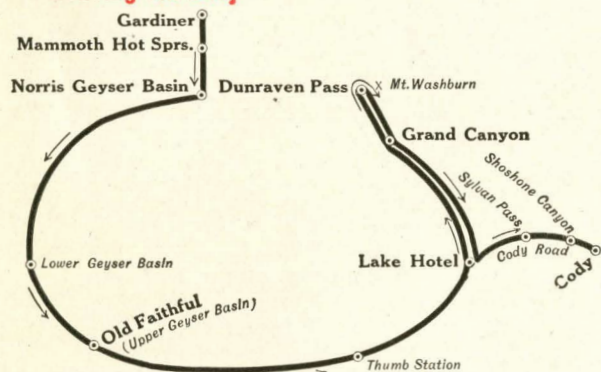 Gardiner
Mammoth Hot Sprs.
Norris Geyser Basin
Dunraven Pass
x Mt. Washburn
Grand Canyon
Shoshone Canyon
Sylvan Pass
Lake Hotel
Cody Road
Cody
Lower Geyser Basin
Old Faithful
(Upper Geyser Basin)
Thumb Station